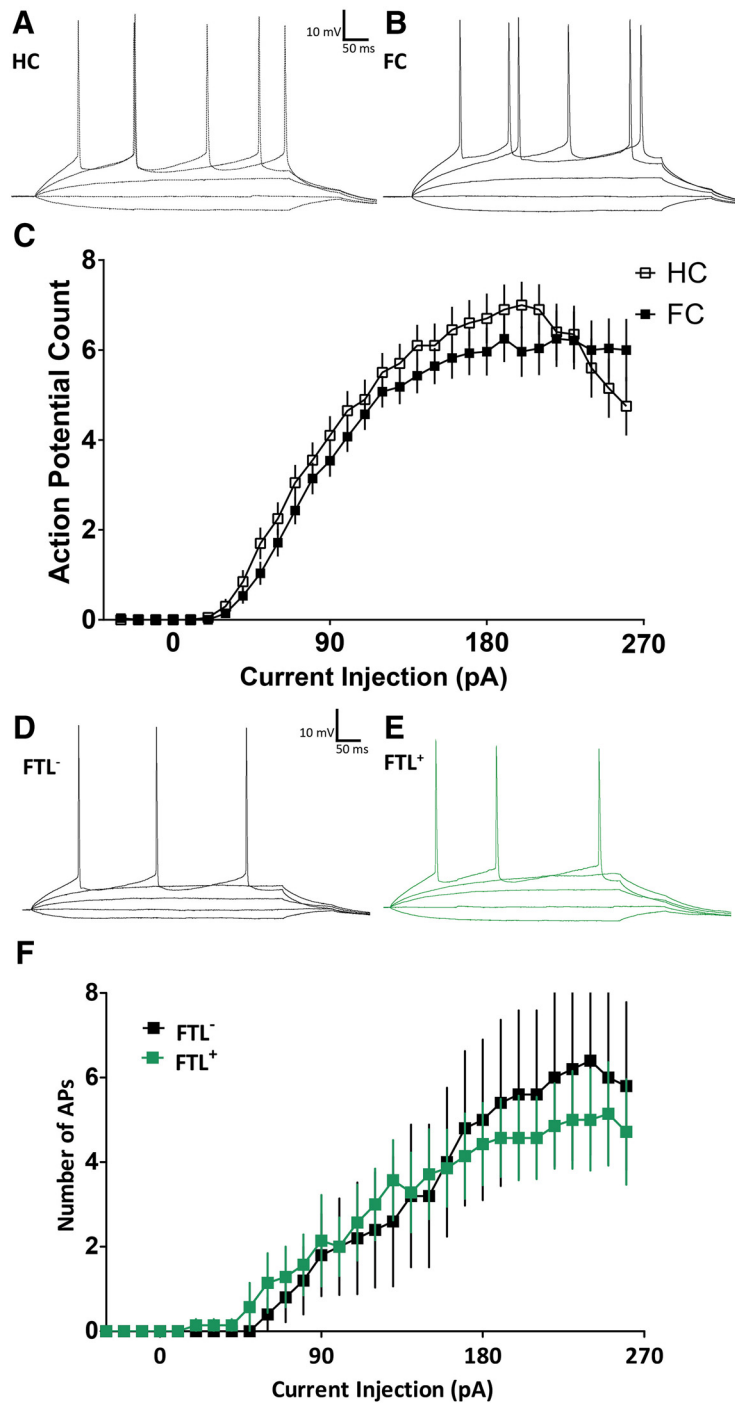 A
HC
10 mV
50 ms
B
FC
C
8
6
4
2
0
Action Potential Count
HC
FC
0 90 180 270
Current Injection (pA)
D
FTL-
10 mV
50 ms
E
FTL+
F
8
6
4
2
0
Number of APs
FTL-
FTL+
0 90 180 270
Current Injection (pA)